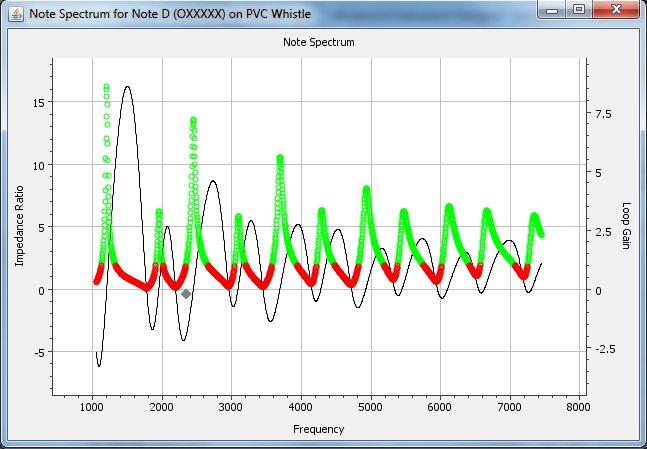 Note Spectrum for Note D (OXXXXX) on PVC Whistle
Note Spectrum
15
10
5
0
-5
7.5
5
2.5
0
-2.5
Impedance Ratio
Loop Gain
1000 2000 3000 4000 5000 6000 7000 8000
Frequency